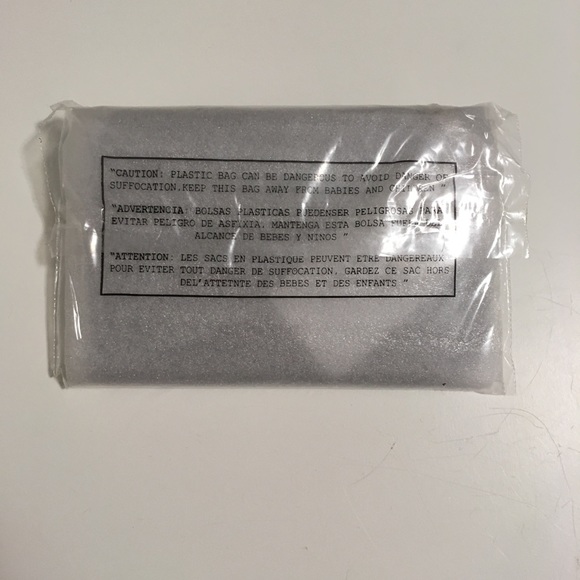 "CAUTION: PLASTIC BAG CAN BE DANGEROUS TO AVOID DANGER OF
SUFFOCATION.KEEP THIS BAG AWAY FROM BABIES AND CHILDREN "
"ADVERTENCIA: BOLSAS PLASTICAS PUEDENSER PELIGROSAS PARA
EVITAR PELIGRO DE ASFIXIA. MANTENGA ESTA BOLSA FUERA DEL
ALCANCE DE BEBES Y NINOS "
"ATTENTION: LES SACS EN PLASTIQUE PEUVENT ETRE DANGEREAUX
POUR EVITER TOUT DANGER DE SUFFOCATION. GARDEZ CE SAC HORS
DEL'ATTETNTE DES BEBES ET DES ENFANTS "